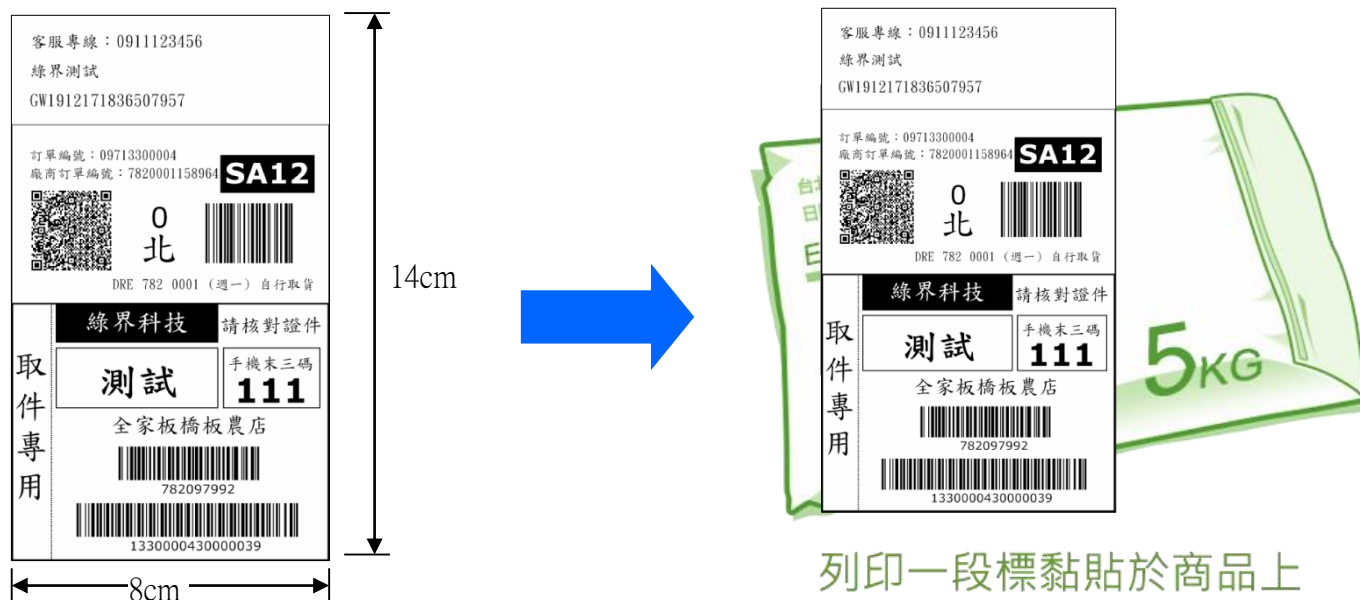 客服專線：0911123456
綠界測試
GW1912171836507957
訂單編號：09713300004
廠商訂單編號：7820001158964
SA12
0
北
DRE 782 0001 (週一) 自行取貨
綠界科技
請核對證件
取件專用
測試
手機末三碼
111
全家板橋板農店
782097992
1330000430000039
14cm
8cm
客服專線：0911123456
綠界測試
GW1912171836507957
訂單編號：09713300004
廠商訂單編號：7820001158964
SA12
0
北
DRE 782 0001 (週一) 自行取貨
綠界科技
請核對證件
取件專用
測試
手機末三碼
111
全家板橋板農店
782097992
1330000430000039
5KG
列印一段標黏貼於商品上